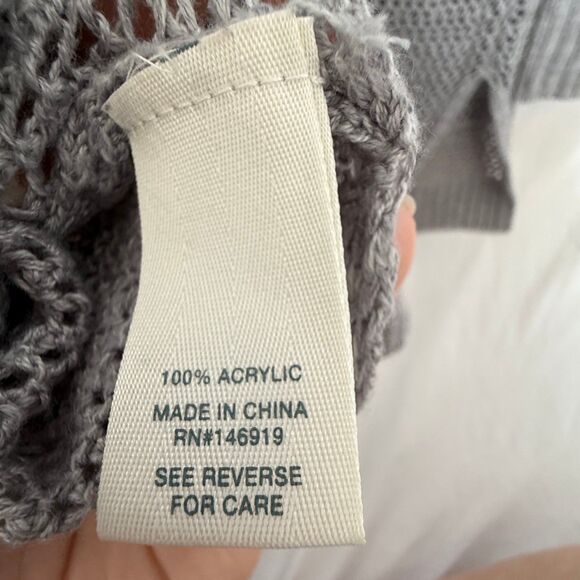 100% ACRYLIC
MADE IN CHINA
RN#146919
SEE REVERSE
FOR CARE